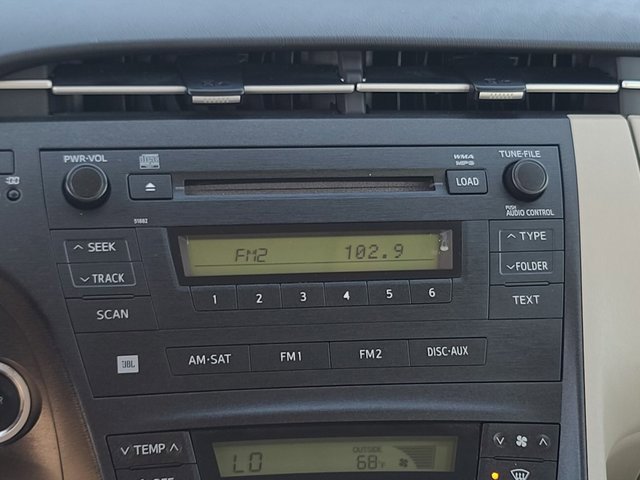 PWR·VOL
WMA
MP3
TUNE·FILE
LOAD
PUSH
AUDIO CONTROL
51882
SEEK
TRACK
SCAN
FM2 102.9
TYPE
FOLDER
TEXT
1 2 3 4 5 6
JBL
AM·SAT FM1 FM2 DISC·AUX
TEMP
LO
OUTSIDE
68°F